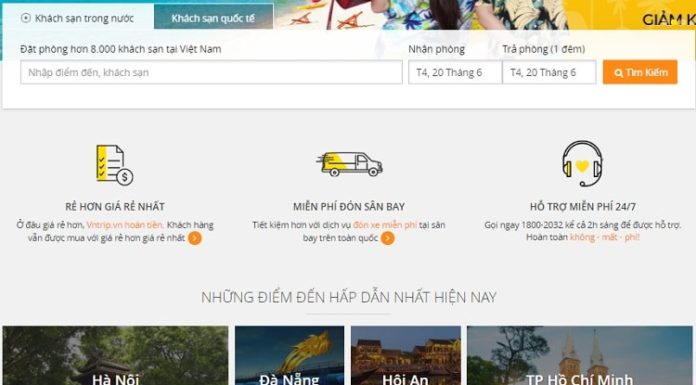 GIẢM K
Khách sạn trong nước
Khách sạn quốc tế
Đặt phòng hơn 8.000 khách sạn tại Việt Nam
Nhận phòng
Trả phòng (1 đêm)
Nhập điểm đến, khách sạn
T4, 20 Tháng 6
T4, 20 Tháng 6
Tìm Kiếm
RẺ HƠN GIÁ RẺ NHẤT
Ở đâu giá rẻ hơn, Vntrip.vn hoàn tiền. Khách hàng
vẫn được mua với giá rẻ hơn giá rẻ nhất
MIỄN PHÍ ĐÓN SÂN BAY
Tiết kiệm hơn với dịch vụ đón xe miễn phí tại sân
bay trên toàn quốc
HỖ TRỢ MIỄN PHÍ 24/7
Gọi ngay 1800-2032 kể cả 2h sáng để được hỗ trợ.
Hoàn toàn không - mất - phí!
NHỮNG ĐIỂM ĐẾN HẤP DẪN NHẤT HIỆN NAY
Hà Nội
Đà Nẵng
Hội An
TP Hồ Chí Minh